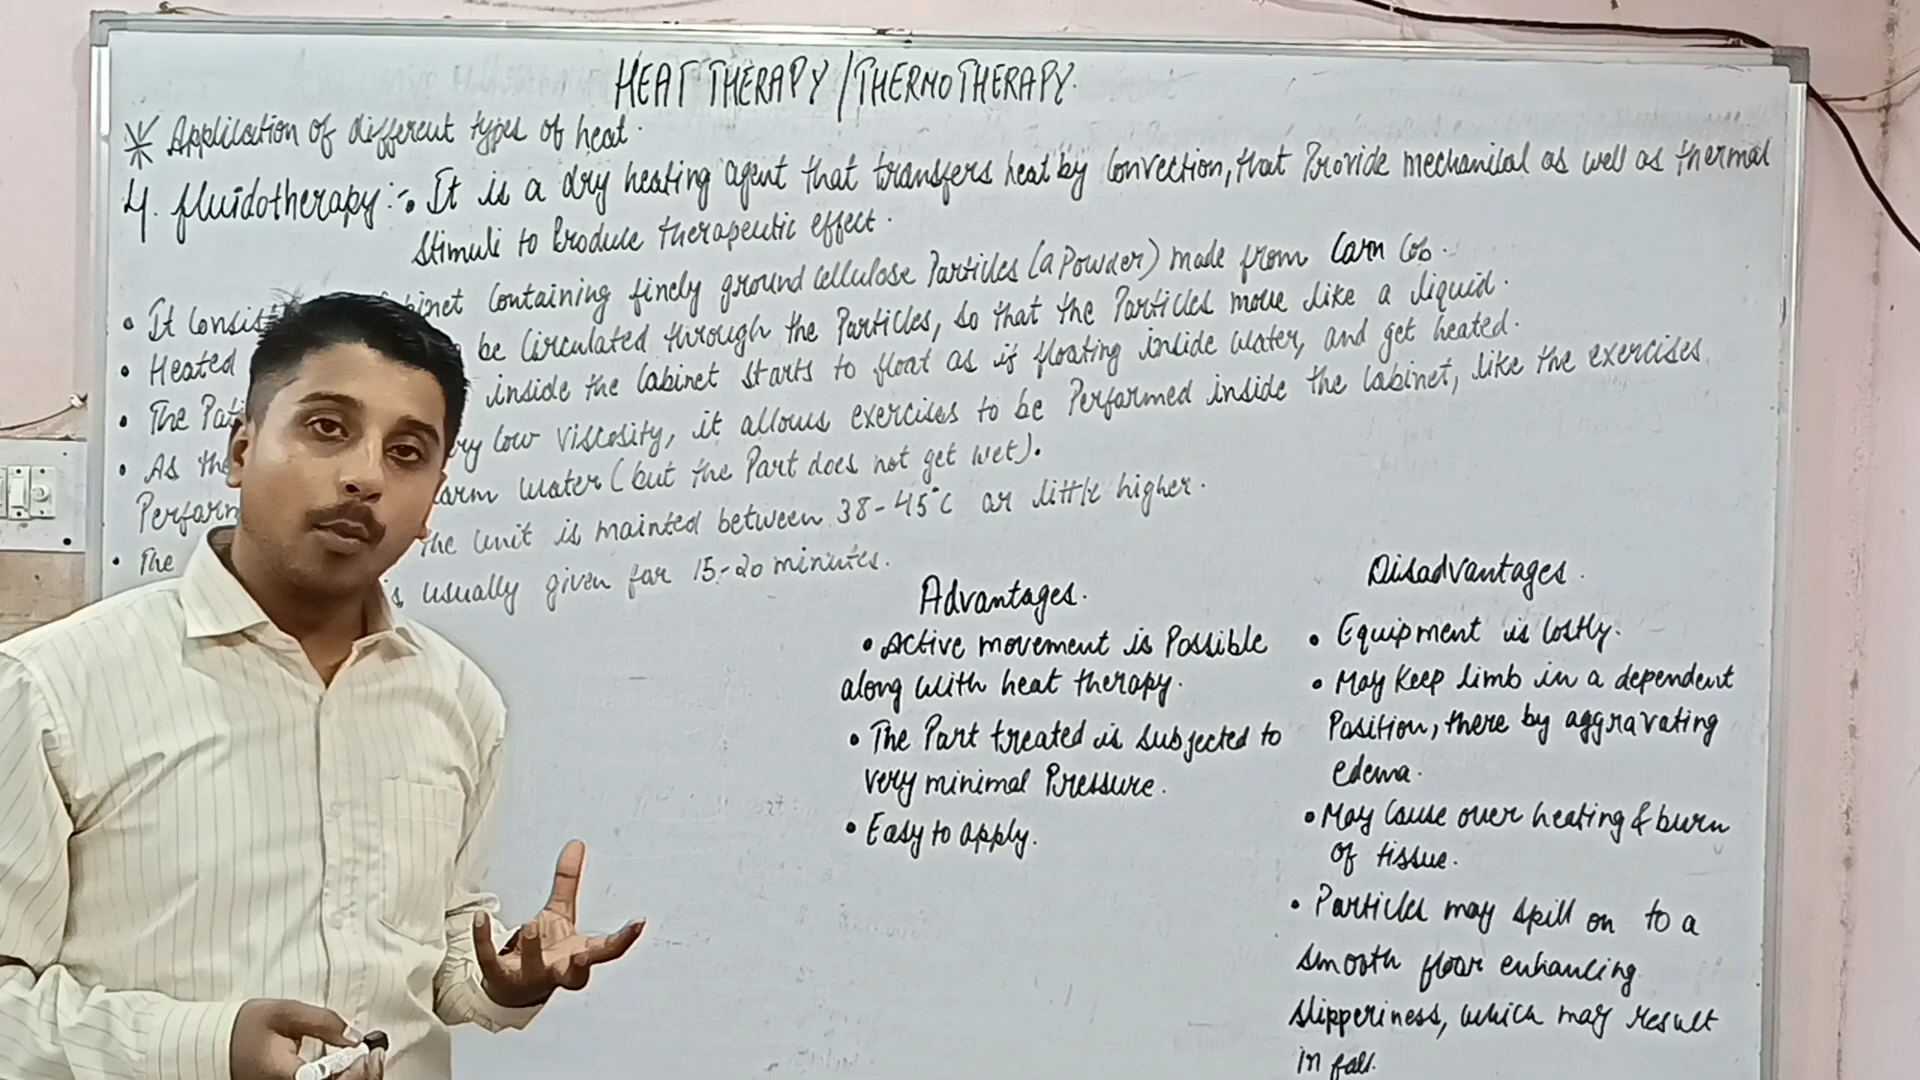 HEAT THERAPY / THERMOTHERAPY.
* Application of different types of heat.
4. fluidotherapy:- • It is a dry heating agent that transfers heat by Convection, that Provide mechanical as well as thermal
stimuli to Produce therapeutic effect.
• It Consist Containing finely ground Cellulose Particles (a Powder) made from Corn Cob.
• Heated be Circulated through the Particles, so that the Particles move like a liquid.
• The inside the Cabinet starts to float as if floating inside water, and get heated.
• As the low Viscosity, it allows exercises to be Performed inside the Cabinet, like the exercises
water (but the Part does not get wet).
• The the unit is mainted between 38-45°C or little higher.
usually given for 15-20 minutes.
Advantages.
• Active movement is Possible
along with heat therapy.
• The Part treated is subjected to
very minimal Pressure.
• Easy to apply.
Disadvantages.
• Equipment is Costly.
• May Keep limb in a dependent
Position, there by aggravating
edema.
• May Cause over heating & burn
of tissue.
• Particles may spill on to a
smooth floor enhancing
slipperiness, which may result
in fall.